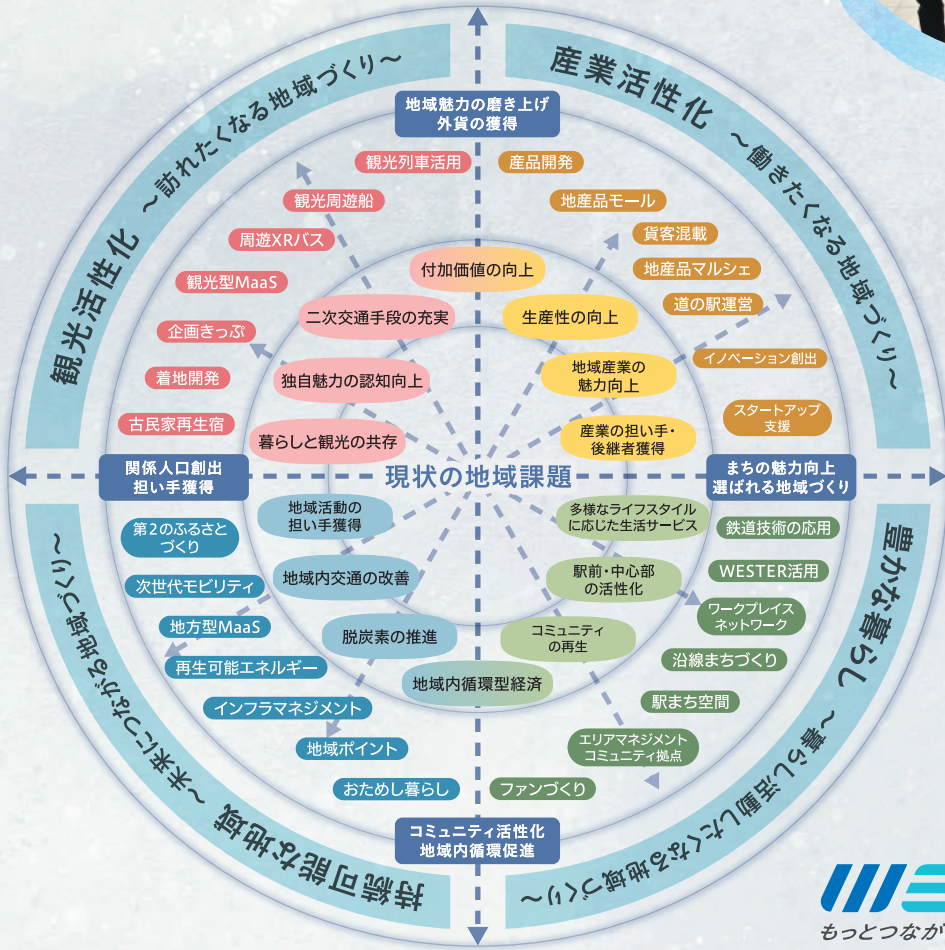 観光活性化 ～訪れたくなる地域づくり～
産業活性化 ～働きたくなる地域づくり～
地域魅力の磨き上げ
外貨の獲得
観光列車活用
観光周遊船
周遊XRバス
観光型MaaS
企画きっぷ
着地開発
古民家再生宿
産品開発
地産品モール
貨客混載
地産品マルシェ
道の駅運営
イノベーション創出
スタートアップ
支援
付加価値の向上
二次交通手段の充実
独自魅力の認知向上
暮らしと観光の共存
生産性の向上
地域産業の
魅力向上
産業の担い手・
後継者獲得
関係人口創出
担い手獲得
現状の地域課題
まちの魅力向上
選ばれる地域づくり
地域活動の
担い手獲得
地域内交通の改善
脱炭素の推進
地域内循環型経済
多様なライフスタイル
に応じた生活サービス
駅前・中心部
の活性化
コミュニティ
の再生
第2のふるさと
づくり
次世代モビリティ
地方型MaaS
再生可能エネルギー
インフラマネジメント
地域ポイント
おためし暮らし
鉄道技術の応用
WESTER活用
ワークプレイス
ネットワーク
沿線まちづくり
駅まち空間
エリアマネジメント
コミュニティ拠点
ファンづくり
コミュニティ活性化
地域内循環促進
持続可能な地域 ～未来につながる地域づくり～
豊かな暮らし ～暮らし活動したくなる地域づくり～
もっとつなが